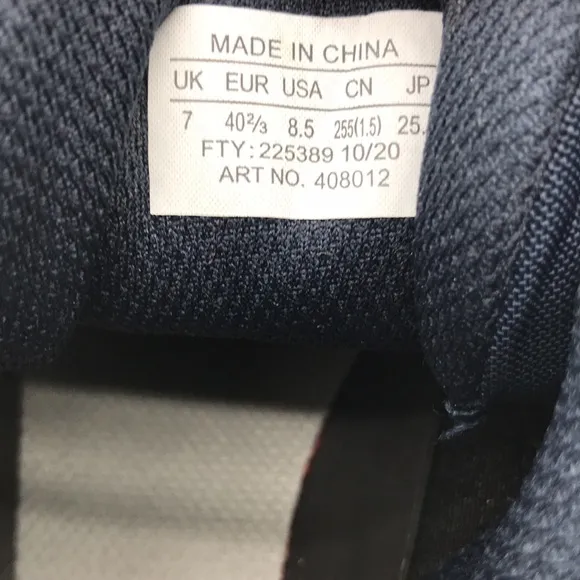 MADE IN CHINA
UK EUR USA CN JP
7 40⅔ 8.5 255(1.5) 25.
FTY: 225389 10/20
ART NO. 408012